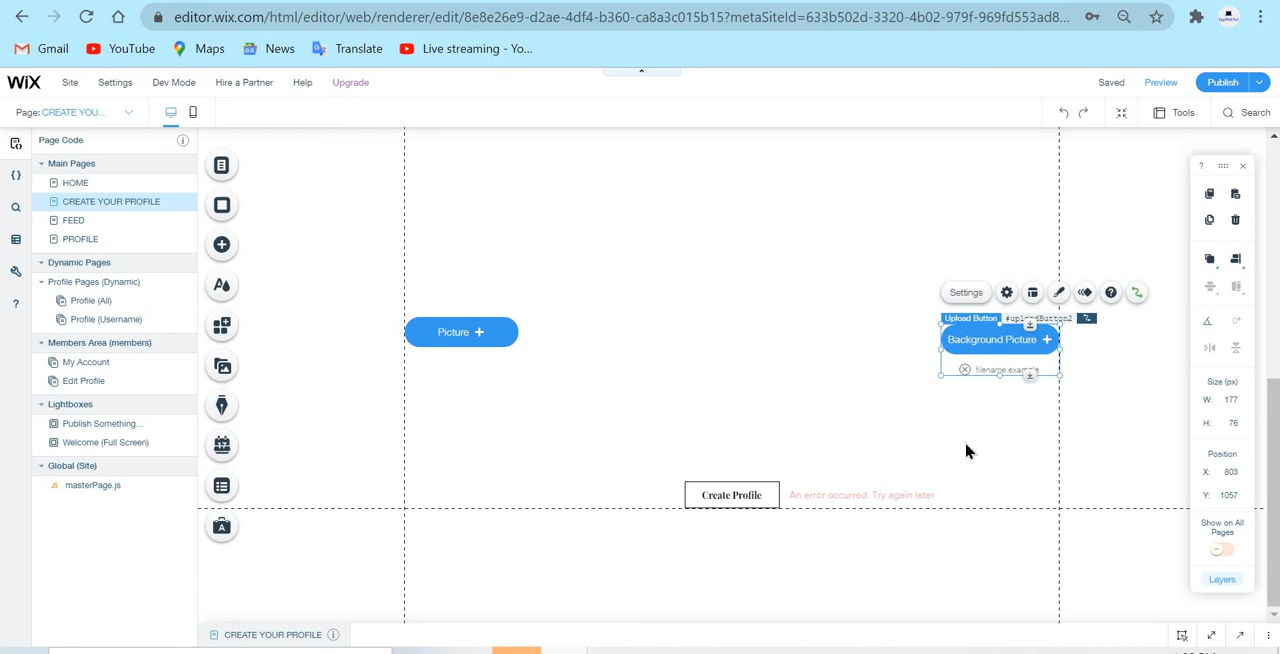 editor.wix.com/html/editor/web/renderer/edit/8e8e26e9-d2ae-4df4-b360-ca8a3c015b15?metaSiteId=633b502d-3320-4b02-979f-969fd553ad8...
Gmail YouTube Maps News Translate Live streaming - Yo...
WiX Site Settings Dev Mode Hire a Partner Help Upgrade Saved Preview Publish
Page: CREATE YOU... Tools Search
Page Code
Main Pages
HOME
CREATE YOUR PROFILE
FEED
PROFILE
Dynamic Pages
Profile Pages (Dynamic)
Profile (All)
Profile (Username)
Members Area (members)
My Account
Edit Profile
Lightboxes
Publish Something...
Welcome (Full Screen)
Global (Site)
JS masterPage.js
Settings
Upload Button #uploadButton2
Picture +
Background Picture +
filename.example
Create Profile An error occurred. Try again later
Size (px)
W: 177
H: 76
Position
X: 803
Y: 1057
Show on All
Pages
Layers
CREATE YOUR PROFILE